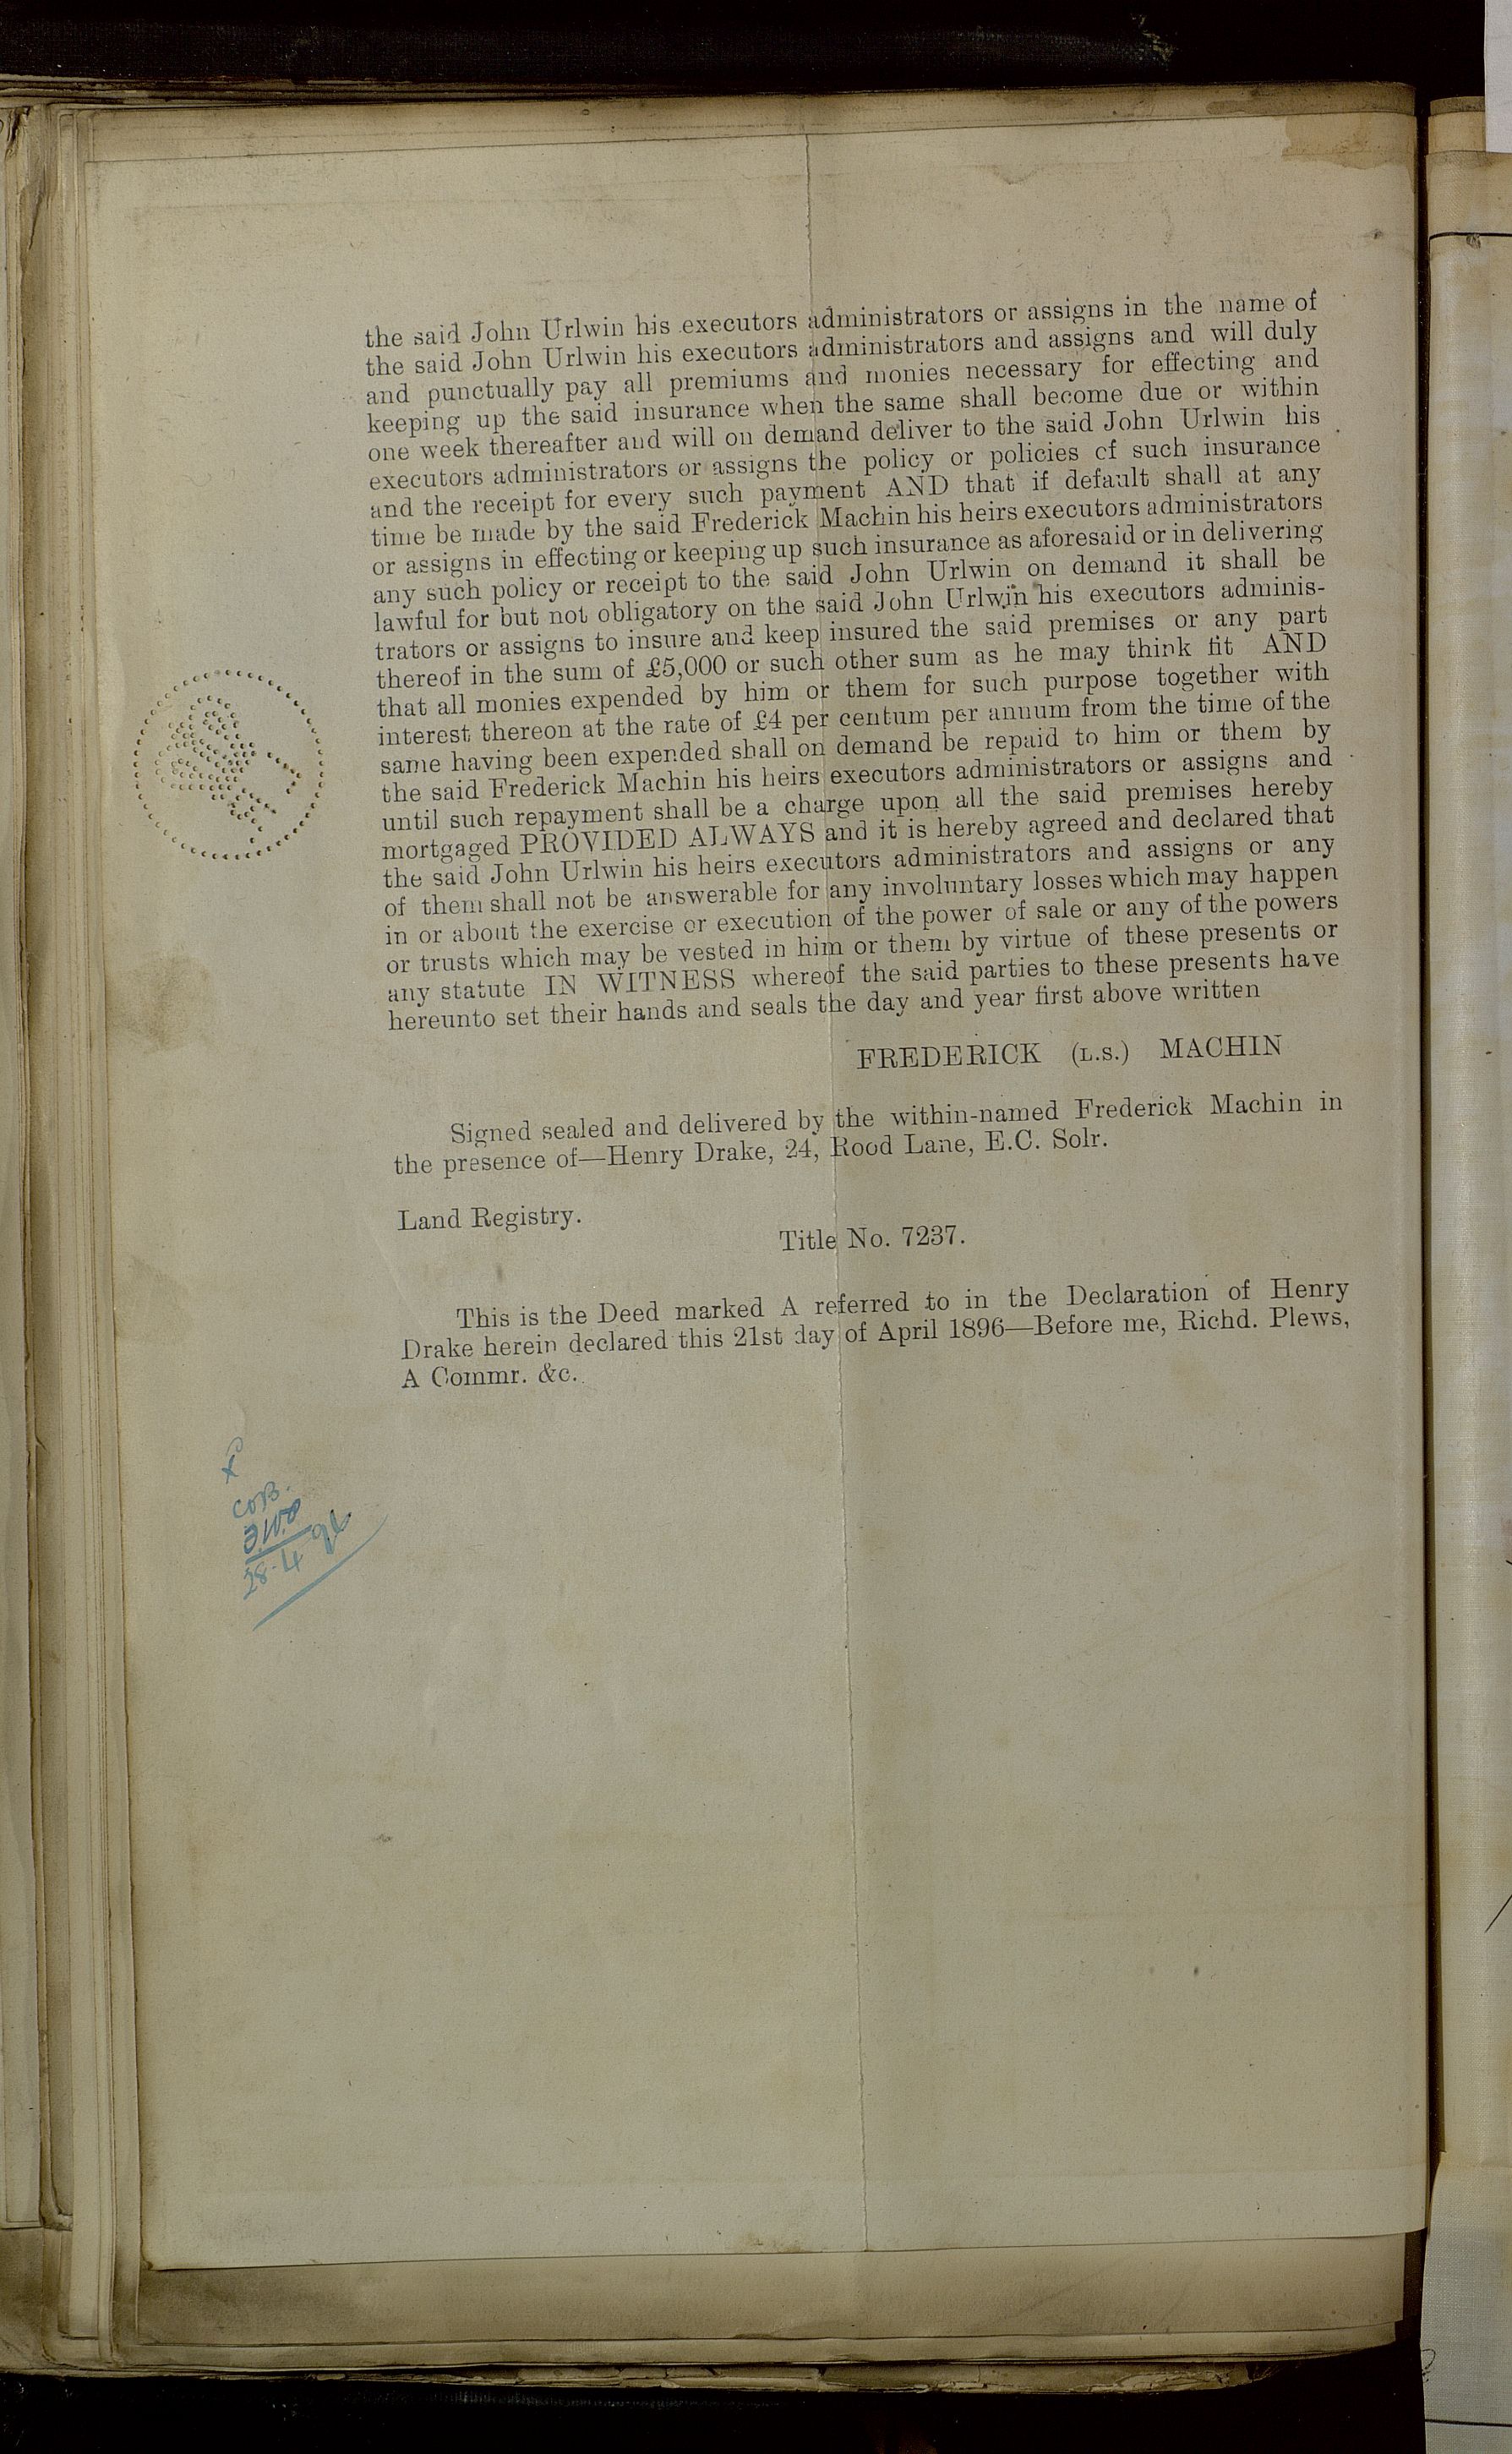 the said John Urlwin his executors administrators or assigns in the name of
the said John Urlwin his executors administrators and assigns and will duly
and punctually pay all premiums and monies necessary for effecting and
keeping up the said insurance when the same shall become due or within
one week thereafter and will on demand deliver to the said John Urlwin his
executors administrators or assigns the policy or policies of such insurance
and the receipt for every such payment AND that if default shall at any
time be made by the said Frederick Machin his heirs executors administrators
or assigns in effecting or keeping up such insurance as aforesaid or in delivering
any such policy or receipt to the said John Urlwin on demand it shall be
lawful for but not obligatory on the said John Urlwin his executors adminis-
trators or assigns to insure and keep insured the said premises or any part
thereof in the sum of £5,000 or such other sum as he may think fit AND
that all monies expended by him or them for such purpose together with
interest thereon at the rate of £4 per centum per annum from the time of the
same having been expended shall on demand be repaid to him or them by
the said Frederick Machin his heirs executors administrators or assigns and
until such repayment shall be a charge upon all the said premises hereby
mortgaged PROVIDED ALWAYS and it is hereby agreed and declared that
the said John Urlwin his heirs executors administrators and assigns or any
of them shall not be answerable for any involuntary losses which may happen
in or about the exercise or execution of the power of sale or any of the powers
or trusts which may be vested in him or them by virtue of these presents or
any statute IN WITNESS whereof the said parties to these presents have
hereunto set their hands and seals the day and year first above written
FREDERICK (L.S.) MACHIN
Signed sealed and delivered by the within-named Frederick Machin in
the presence of—Henry Drake, 24, Rood Lane, E.C. Solr.
Land Registry.
Title No. 7237.
This is the Deed marked A referred to in the Declaration of Henry
Drake herein declared this 21st day of April 1896—Before me, Richd. Plews,
A Commr. &c.
28·4